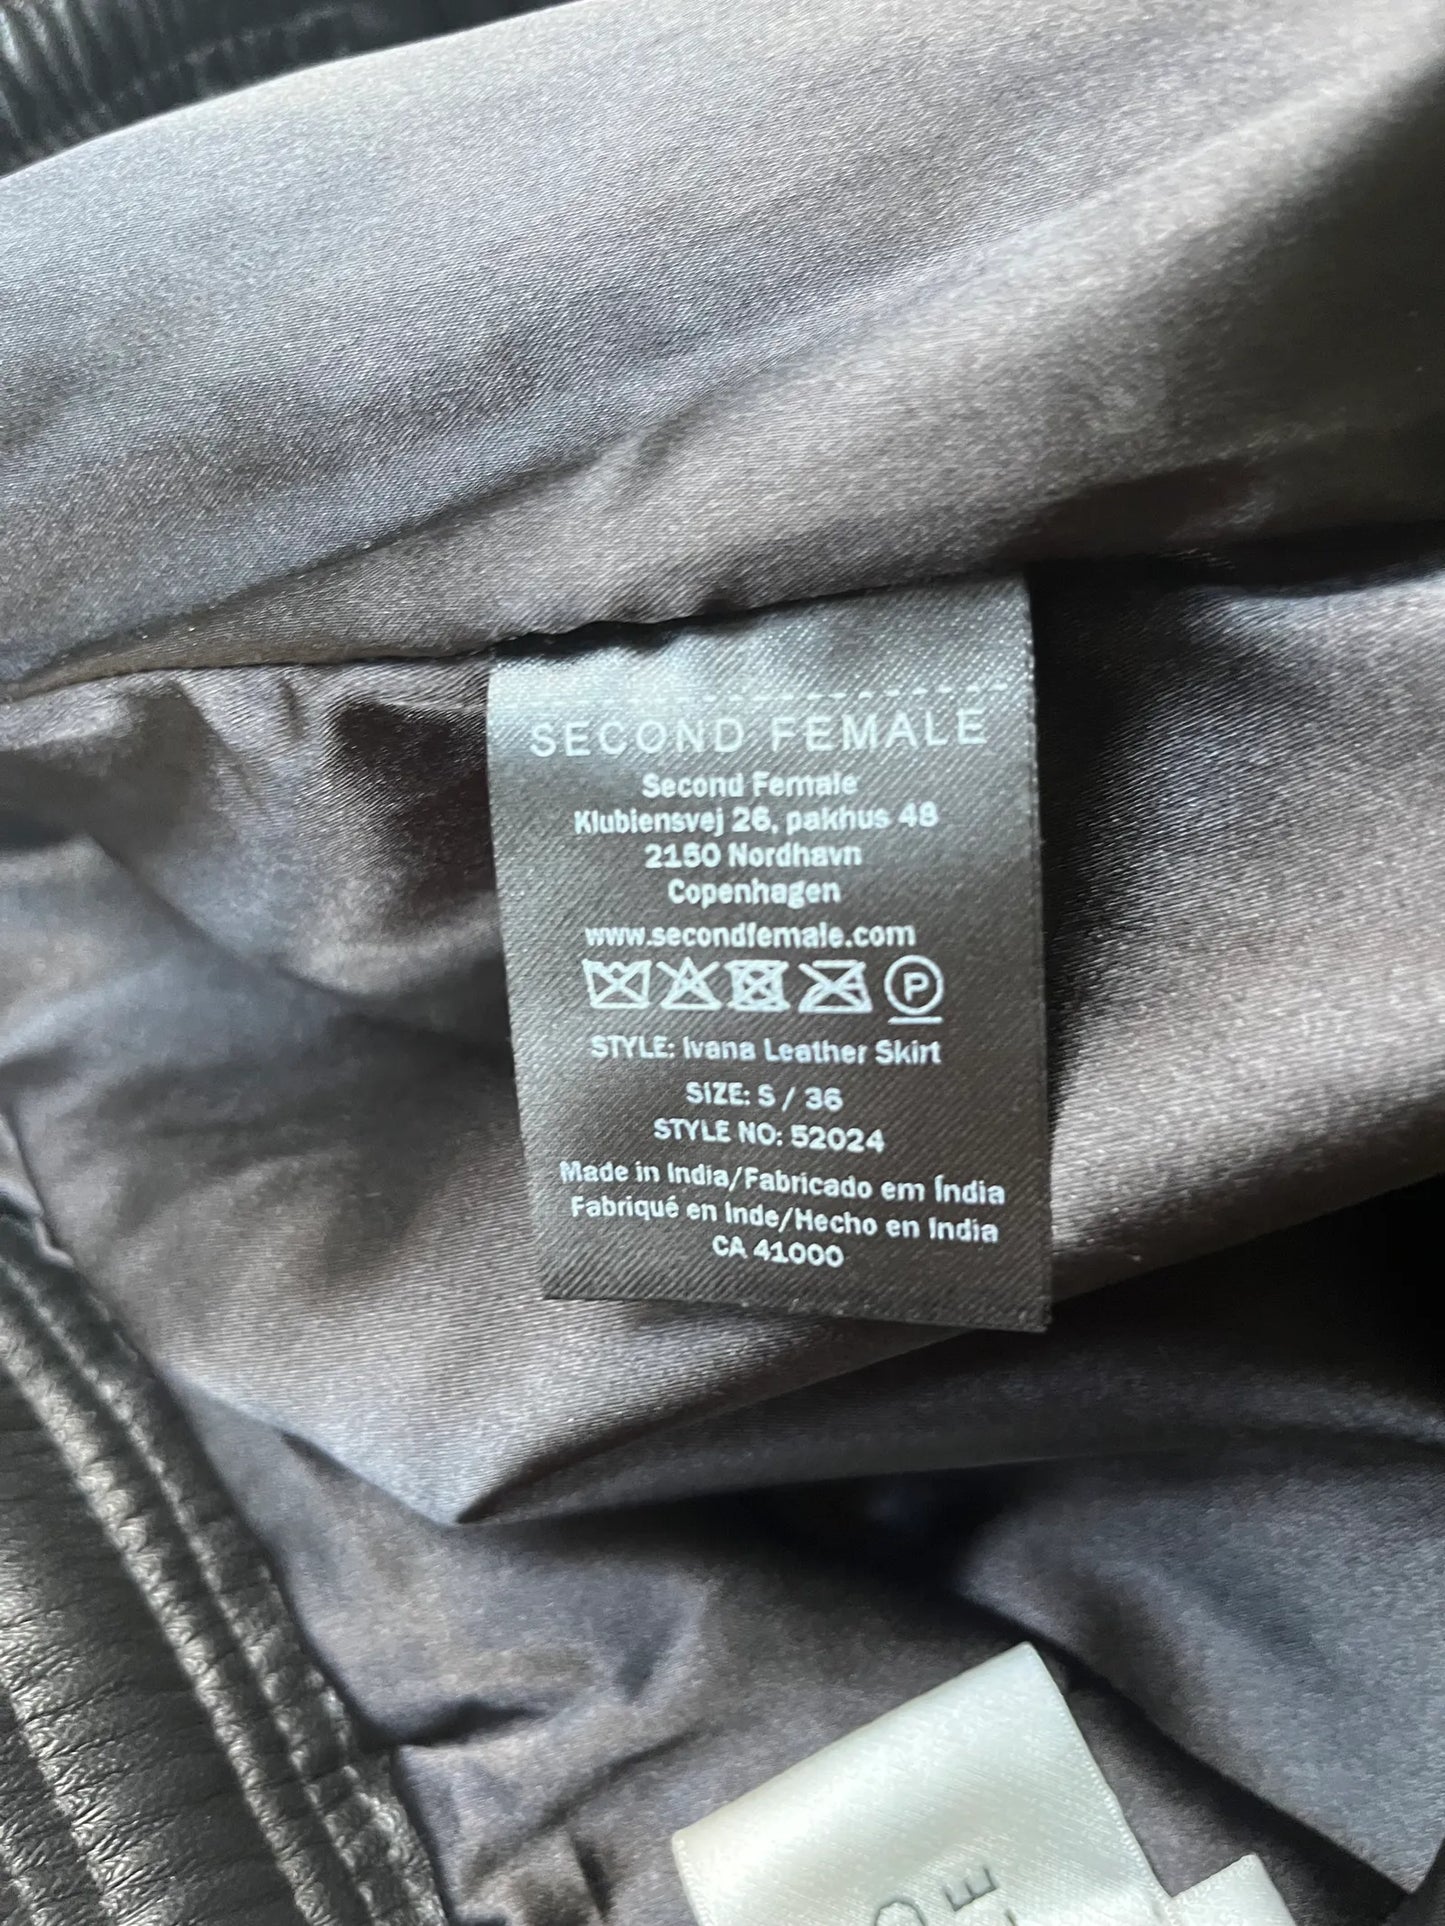 SECOND FEMALE
Second Female
Klubiensvej 26, pakhus 48
2150 Nordhavn
Copenhagen
www.secondfemale.com
P
STYLE: Ivana Leather Skirt
SIZE: S / 36
STYLE NO: 52024
Made in India/Fabricado em Índia
Fabriqué en Inde/Hecho en India
CA 41000